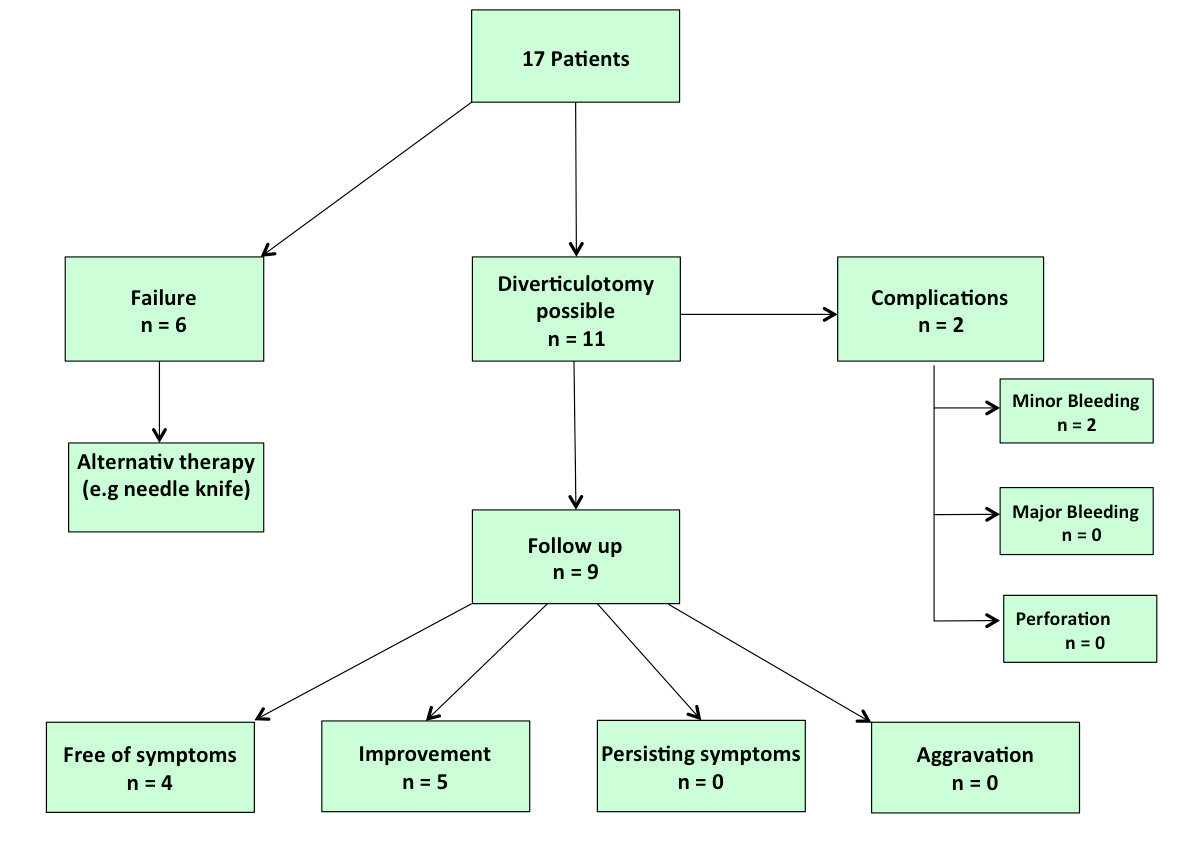 17 Patients
Failure
n = 6
Diverticulotomy
possible
n = 11
Complications
n = 2
Minor Bleeding
n = 2
Alternativ therapy
(e.g needle knife)
Major Bleeding
n = 0
Follow up
n = 9
Perforation
n = 0
Free of symptoms
n = 4
Improvement
n = 5
Persisting symptoms
n = 0
Aggravation
n = 0